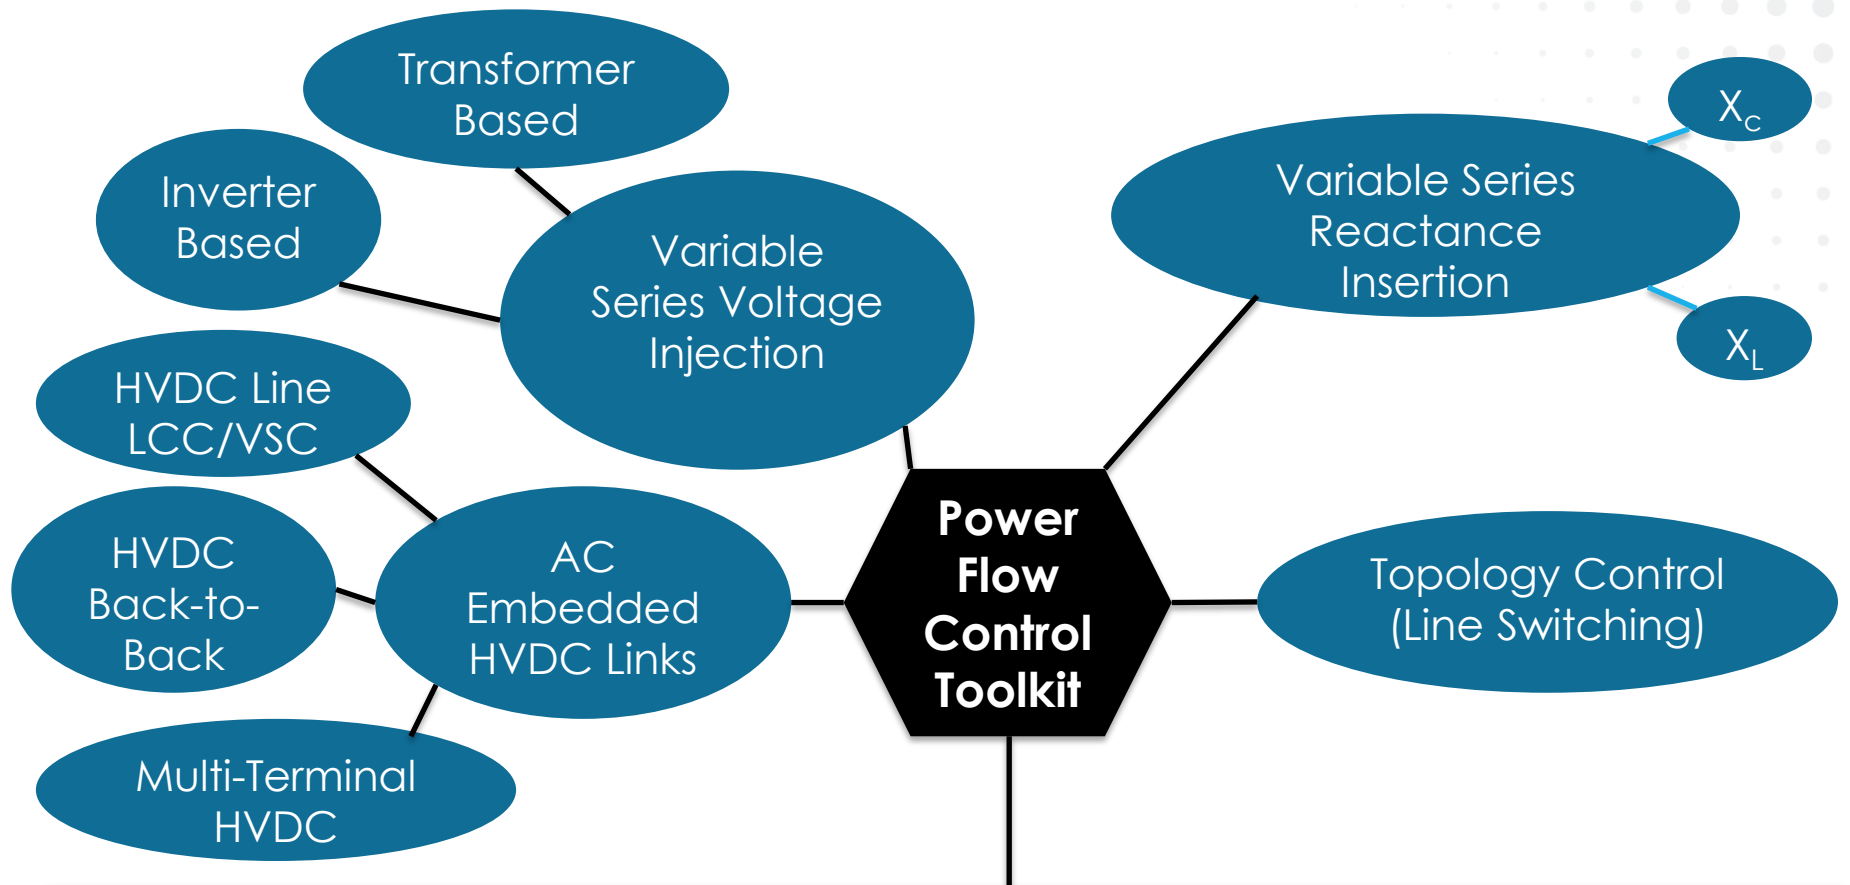 Transformer
Based
Inverter
Based
Variable
Series Voltage
Injection
HVDC Line
LCC/VSC
HVDC
Back-to-
Back
AC
Embedded
HVDC Links
Multi-Terminal
HVDC
Power
Flow
Control
Toolkit
Variable Series
Reactance
Insertion
Xc
XL
Topology Control
(Line Switching)